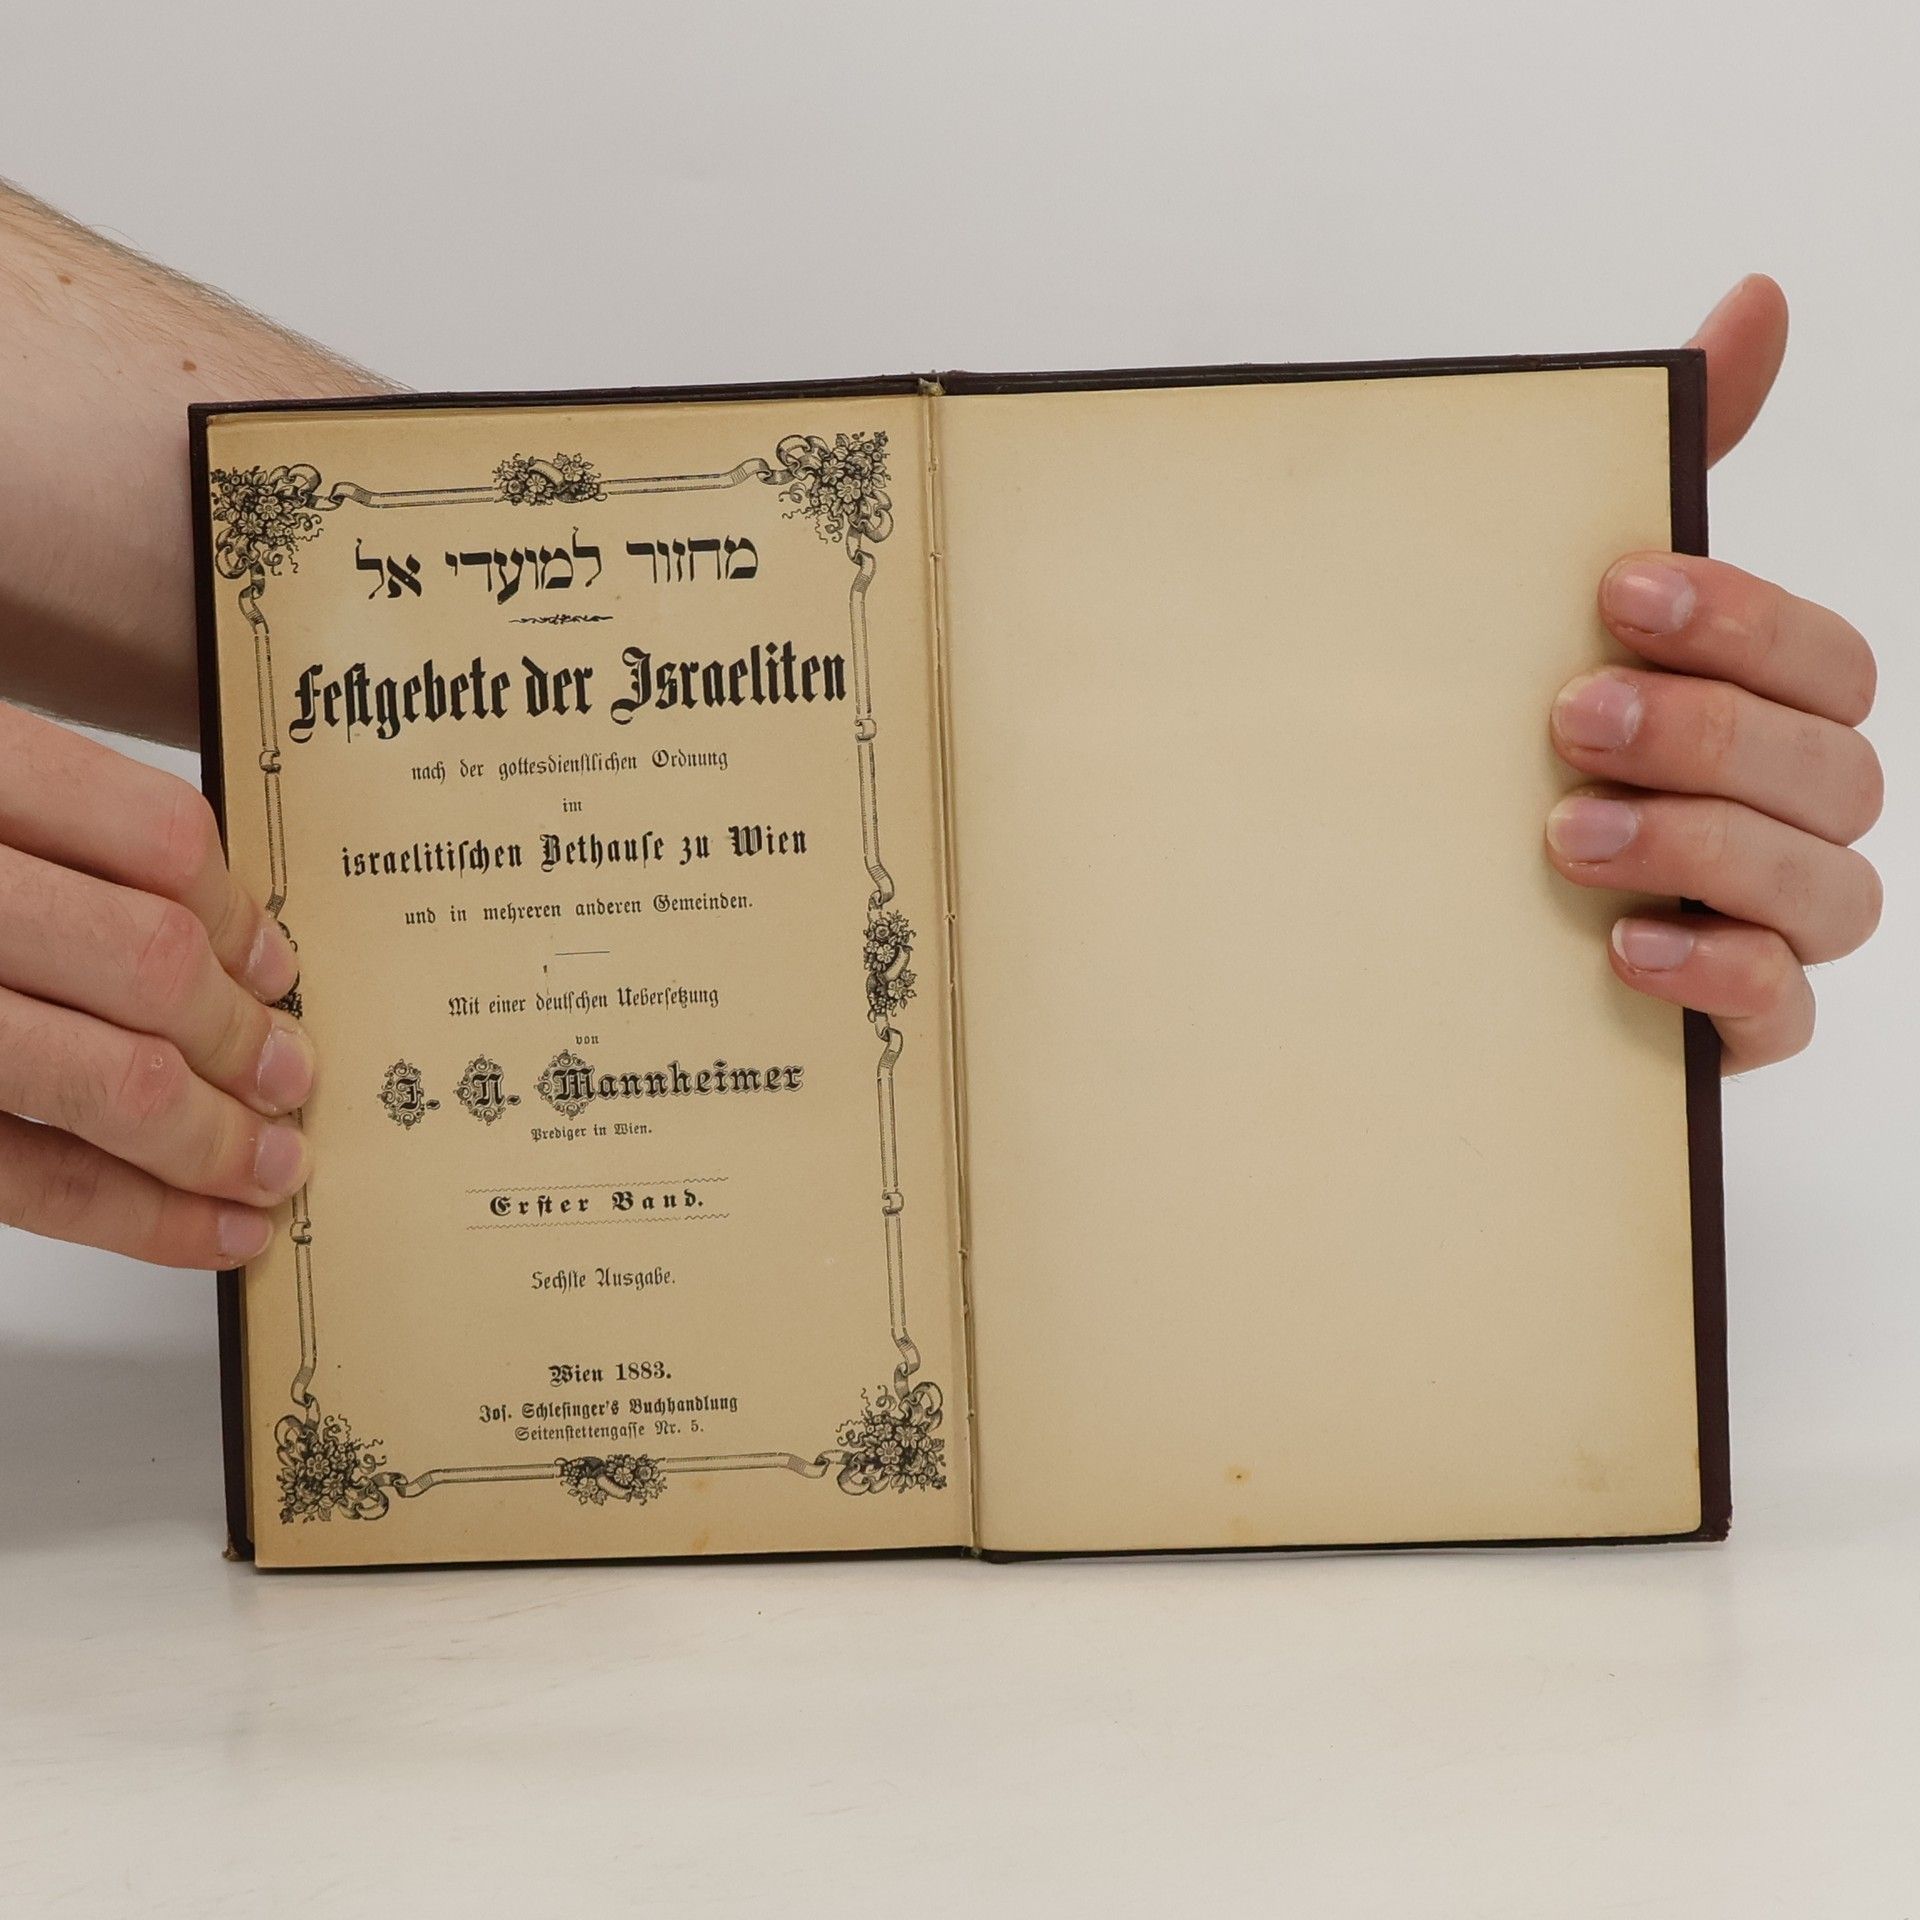 מחזור למועדי אל
Festgebete der Israeliten
nach der gottesdienstlichen Ordnung
im
israelitischen Bethause zu Wien
und in mehreren anderen Gemeinden.
Mit einer deutschen Uebersetzung
von
I. N. Mannheimer
Prediger in Wien.
Erster Band.
Sechste Ausgabe.
Wien 1883.
Jos. Schlesinger's Buchhandlung
Seitenstettengasse Nr. 5.